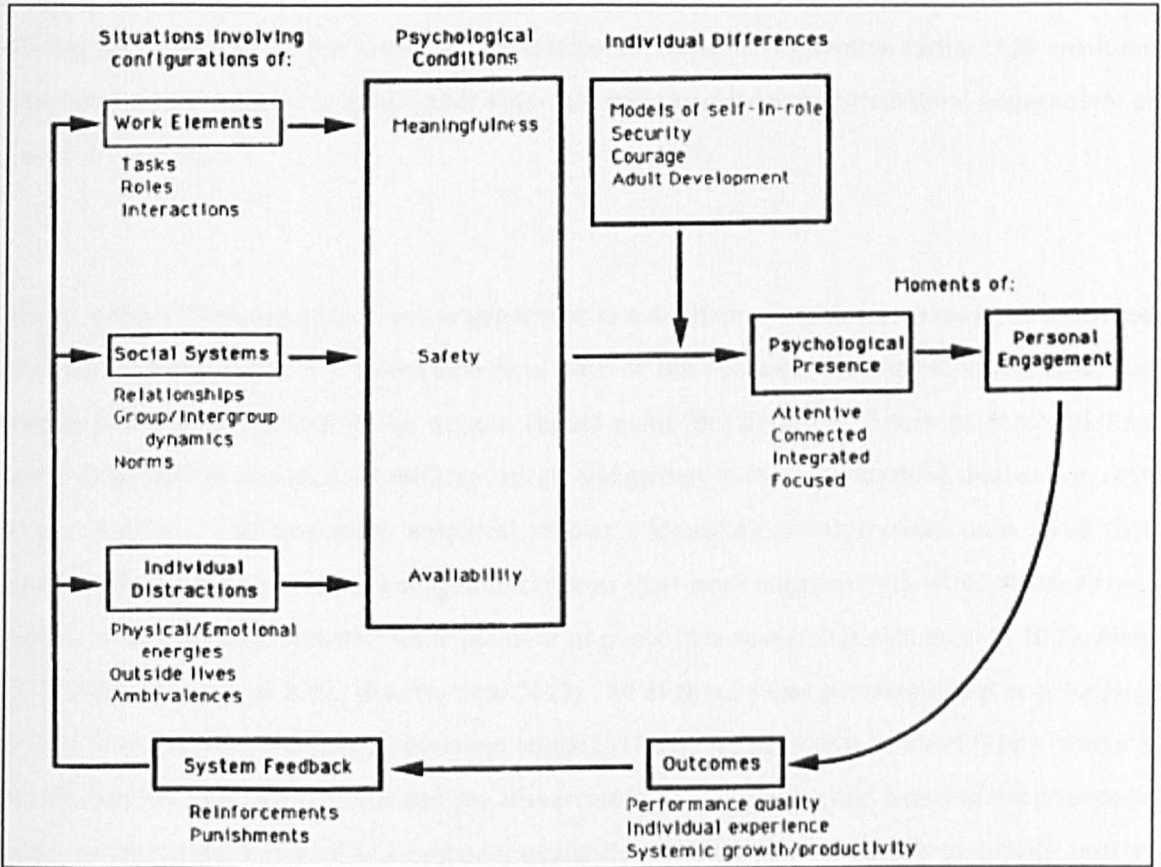 Situations Involving
configurations of:
Psychological
Conditions
Individual Differences
Work Elements
Tasks
Roles
Interactions
Meaningfulness
Models of self-in-role
Security
Courage
Adult Development
Social Systems
Relationships
Group/Intergroup
dynamics
Norms
Safety
Moments of:
Psychological
Presence
Attentive
Connected
Integrated
Focused
Personal
Engagement
Individual
Distractions
Physical/Emotional
energies
Outside lives
Ambivalences
Availability
System Feedback
Reinforcements
Punishments
Outcomes
Performance quality
Individual experience
Systemic growth/productivity